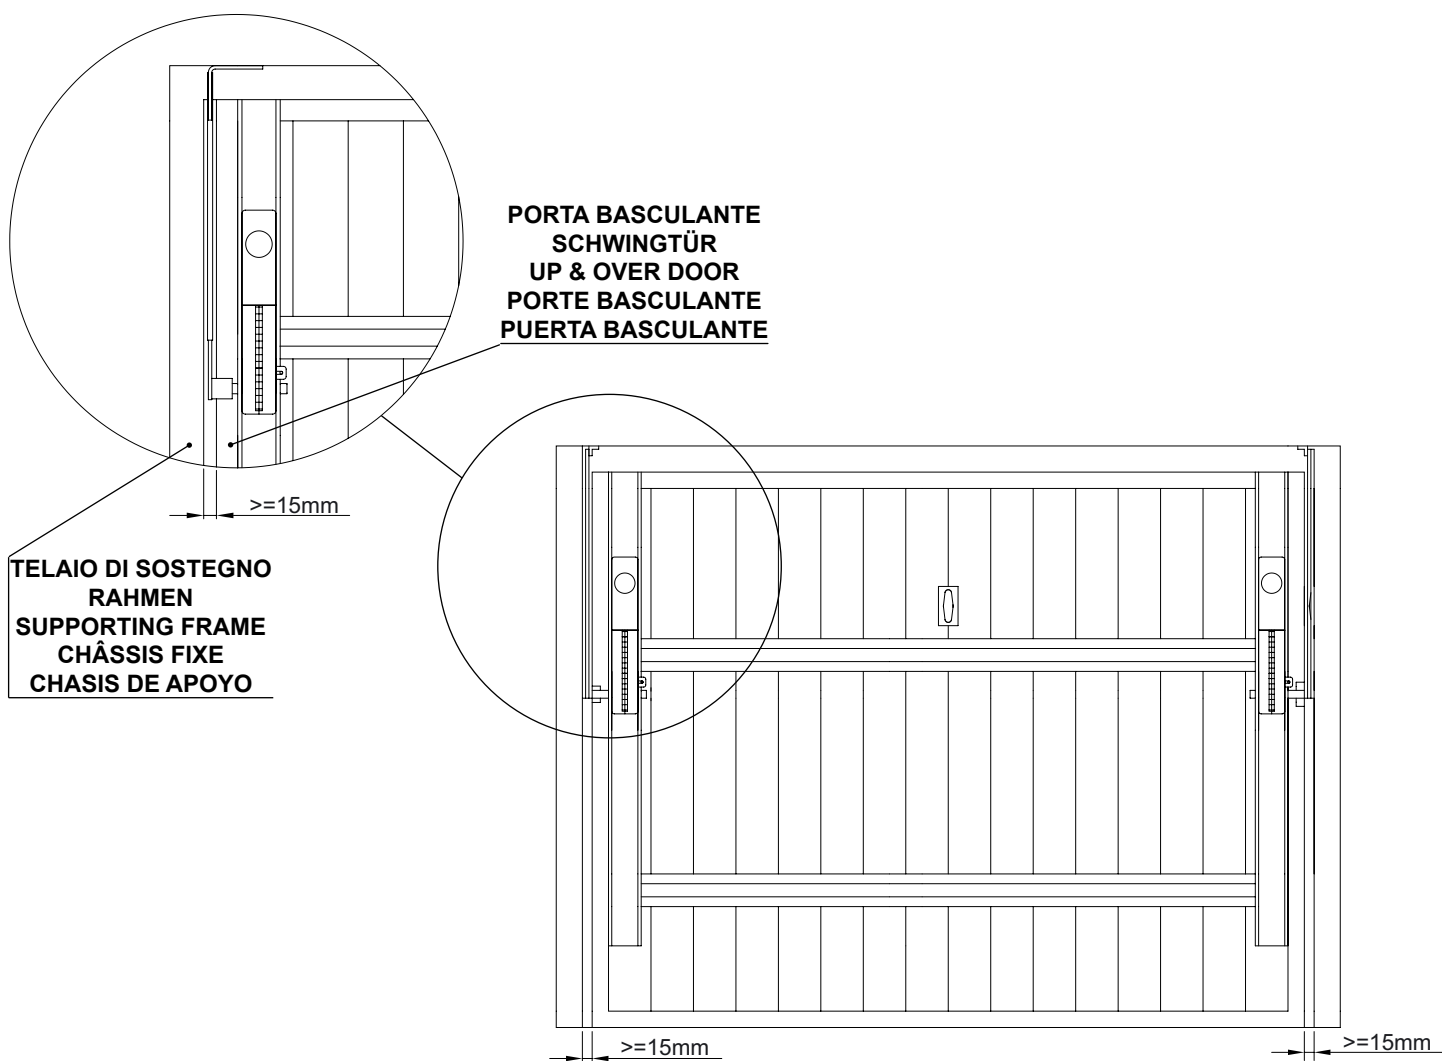 PORTA BASCULANTE
SCHWINGTÜR
UP & OVER DOOR
PORTE BASCULANTE
PUERTA BASCULANTE
>=15mm
TELAIO DI SOSTEGNO
RAHMEN
SUPPORTING FRAME
CHÂSSIS FIXE
CHASIS DE APOYO
>=15mm
>=15mm